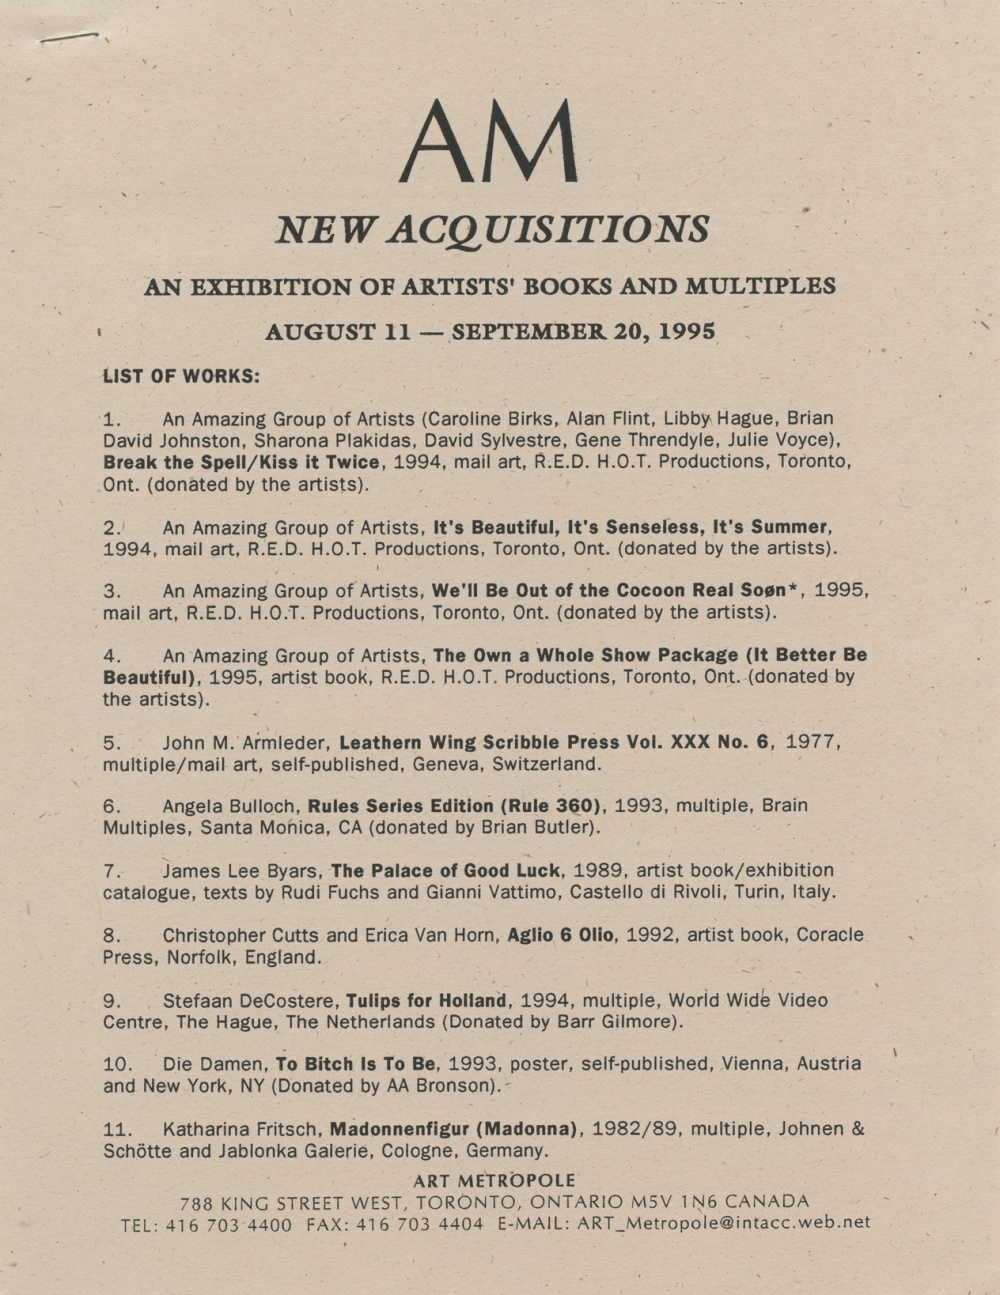 AM
NEW ACQUISITIONS
AN EXHIBITION OF ARTISTS' BOOKS AND MULTIPLES
AUGUST 11 — SEPTEMBER 20, 1995
LIST OF WORKS:
1. An Amazing Group of Artists (Caroline Birks, Alan Flint, Libby Hague, Brian
David Johnston, Sharona Plakidas, David Sylvestre, Gene Threndyle, Julie Voyce),
Break the Spell/Kiss it Twice, 1994, mail art, R.E.D. H.O.T. Productions, Toronto,
Ont. (donated by the artists).
2. An Amazing Group of Artists, It's Beautiful, It's Senseless, It's Summer,
1994, mail art, R.E.D. H.O.T. Productions, Toronto, Ont. (donated by the artists).
3. An Amazing Group of Artists, We'll Be Out of the Cocoon Real Soøn*, 1995,
mail art, R.E.D. H.O.T. Productions, Toronto, Ont. (donated by the artists).
4. An Amazing Group of Artists, The Own a Whole Show Package (It Better Be
Beautiful), 1995, artist book, R.E.D. H.O.T. Productions, Toronto, Ont. (donated by
the artists).
5. John M. Armleder, Leathern Wing Scribble Press Vol. XXX No. 6, 1977,
multiple/mail art, self-published, Geneva, Switzerland.
6. Angela Bulloch, Rules Series Edition (Rule 360), 1993, multiple, Brain
Multiples, Santa Monica, CA (donated by Brian Butler).
7. James Lee Byars, The Palace of Good Luck, 1989, artist book/exhibition
catalogue, texts by Rudi Fuchs and Gianni Vattimo, Castello di Rivoli, Turin, Italy.
8. Christopher Cutts and Erica Van Horn, Aglio 6 Olio, 1992, artist book, Coracle
Press, Norfolk, England.
9. Stefaan DeCostere, Tulips for Holland, 1994, multiple, World Wide Video
Centre, The Hague, The Netherlands (Donated by Barr Gilmore).
10. Die Damen, To Bitch Is To Be, 1993, poster, self-published, Vienna, Austria
and New York, NY (Donated by AA Bronson).
11. Katharina Fritsch, Madonnenfigur (Madonna), 1982/89, multiple, Johnen &
Schötte and Jablonka Galerie, Cologne, Germany.
ART METROPOLE
788 KING STREET WEST, TORONTO, ONTARIO M5V 1N6 CANADA
TEL: 416 703 4400 FAX: 416 703 4404 E-MAIL: ART_Metropole@intacc.web.net